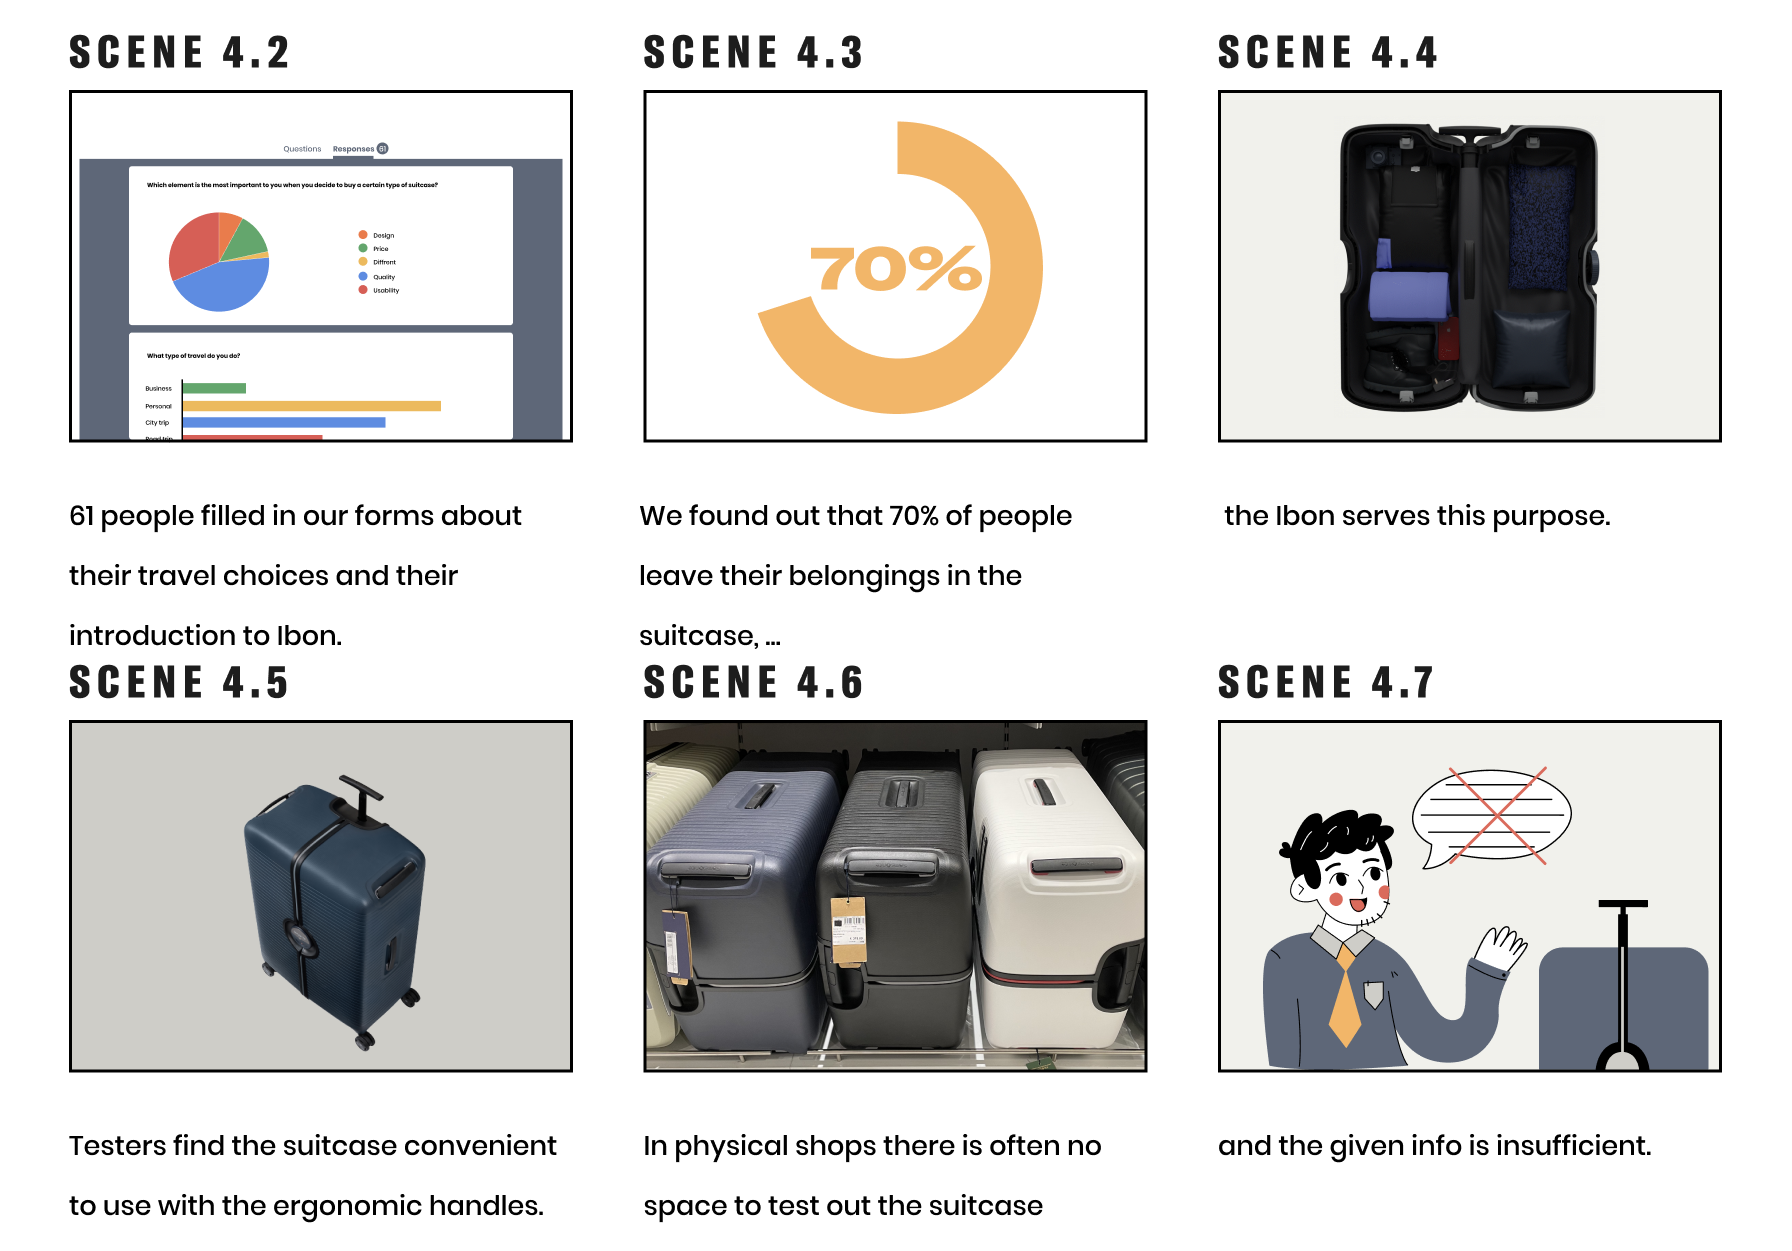 SCENE 4.2
Questions Responses 61
Which element is the most important to you when you decide to buy a certain type of suitcase?
Design
Price
Diffrent
Quality
Usability
What type of travel do you do?
Business
Personal
City trip
Road trip
61 people filled in our forms about
their travel choices and their
introduction to Ibon.
SCENE 4.3
70%
We found out that 70% of people
leave their belongings in the
suitcase, ...
SCENE 4.4
the Ibon serves this purpose.
SCENE 4.5
Testers find the suitcase convenient
to use with the ergonomic handles.
SCENE 4.6
In physical shops there is often no
space to test out the suitcase
SCENE 4.7
and the given info is insufficient.